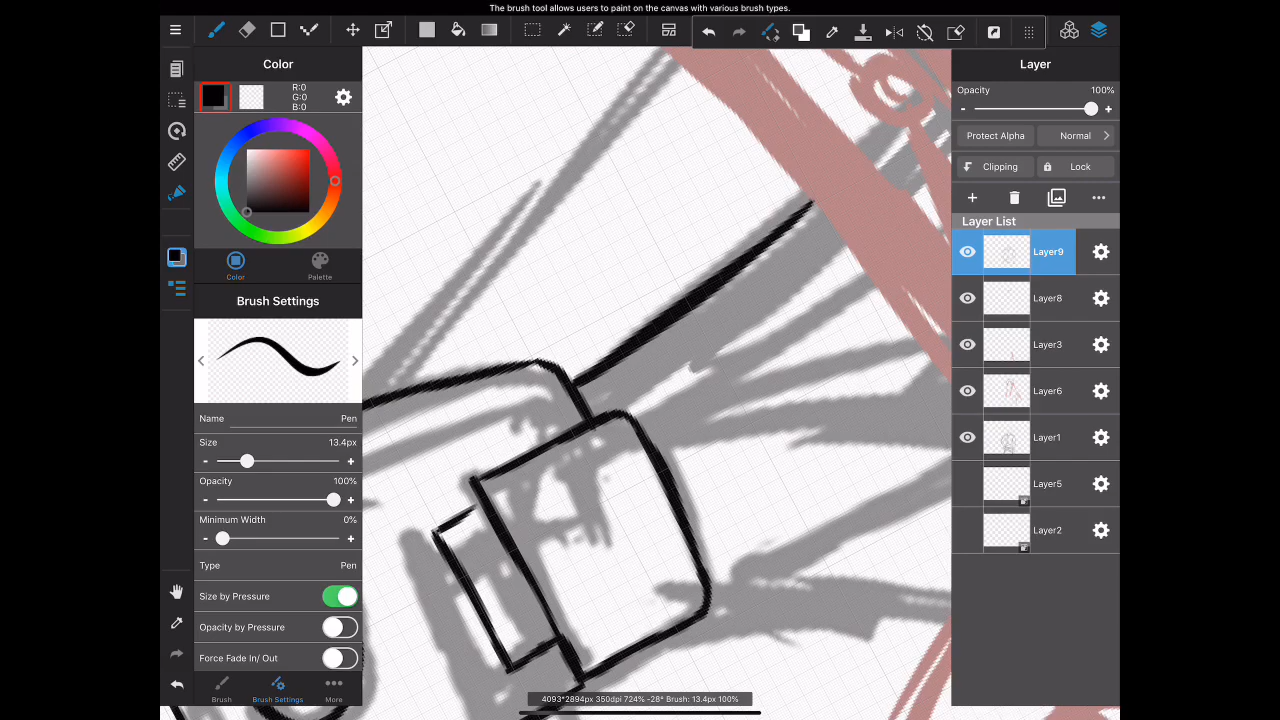 The brush tool allows users to paint on the canvas with various brush types.
Color
R:0
G:0
B:0
Color
Palette
Brush Settings
Name
Pen
Size
13.4px
-
+
Opacity
100%
-
+
Minimum Width
0%
-
+
Type
Pen
Size by Pressure
Opacity by Pressure
Force Fade In/ Out
Brush
Brush Settings
More
4093*2894px 350dpi 724% -28° Brush: 13.4px 100%
Layer
Opacity
100%
-
+
Protect Alpha
Normal
Clipping
Lock
Layer List
Layer9
Layer8
Layer3
Layer6
Layer1
Layer5
Layer2